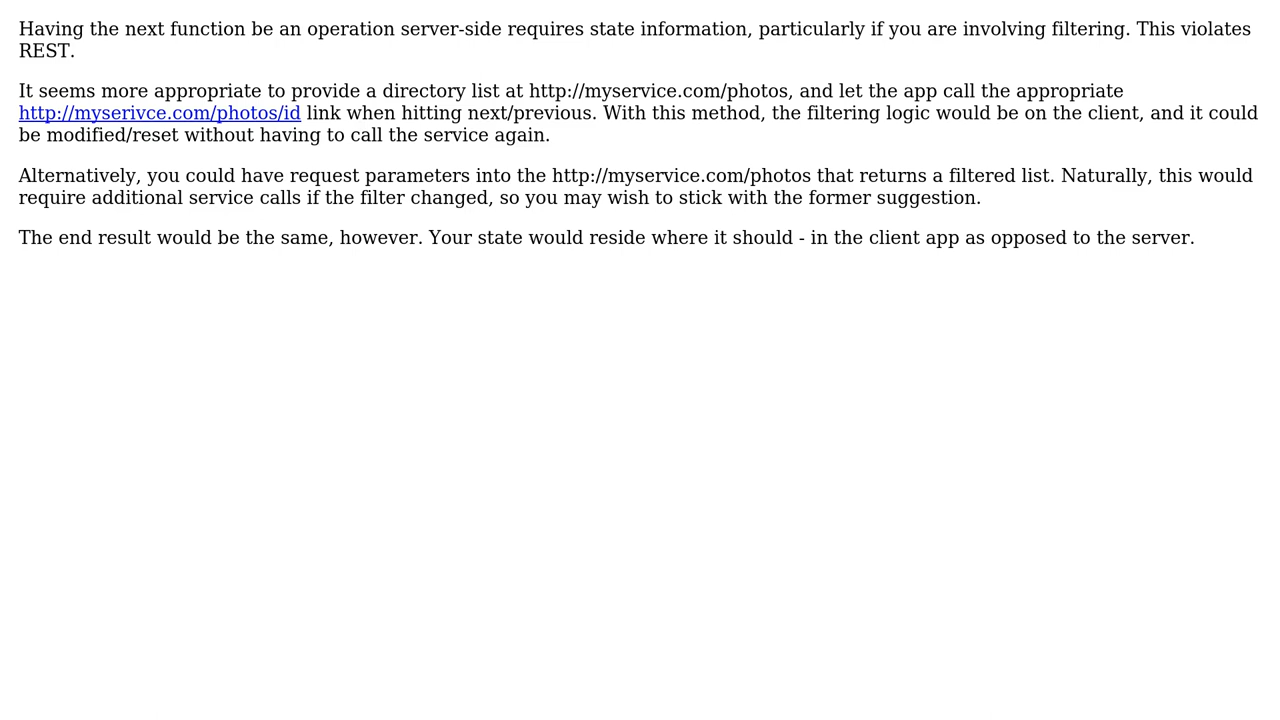 Having the next function be an operation server-side requires state information, particularly if you are involving filtering. This violates
REST.
It seems more appropriate to provide a directory list at http://myservice.com/photos, and let the app call the appropriate
http://myserivce.com/photos/id link when hitting next/previous. With this method, the filtering logic would be on the client, and it could
be modified/reset without having to call the service again.
Alternatively, you could have request parameters into the http://myservice.com/photos that returns a filtered list. Naturally, this would
require additional service calls if the filter changed, so you may wish to stick with the former suggestion.
The end result would be the same, however. Your state would reside where it should - in the client app as opposed to the server.